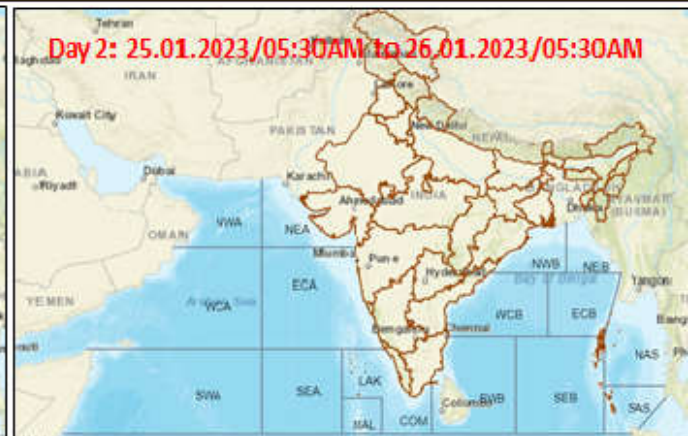 Tehran
Day 2: 25.01.2023/05:30AM to 26.01.2023/05:30AM
AFGHANISTAN
IRAN
Lahore
Kuwait City
PAKISTAN
New Delhi
NEPAL
Dubai
Karachi
Riyadh
Ahmedabad
INDIA
BANGLADESH
Dhaka
MYANMAR
(BURMA)
OMAN
NWA
NEA
Mumbai
Pune
Hyderabad
NWB
NEB
Bay of Bengal
Yangon
YEMEN
Arabian Sea
WCA
ECA
WCB
ECB
Bengaluru
Chennai
NAS
SWA
SEA
LAK
MAL
COM
Colombo
SWB
SEB
SAS